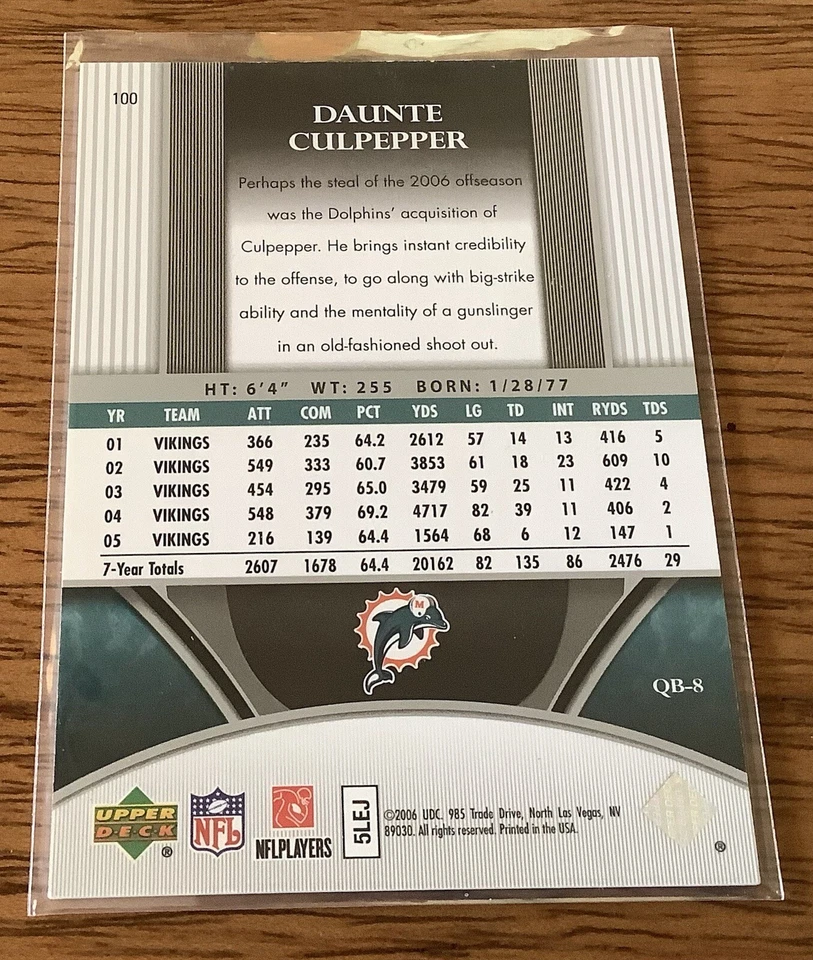 100
DAUNTE
CULPEPPER
Perhaps the steal of the 2006 offseason
was the Dolphins' acquisition of
Culpepper. He brings instant credibility
to the offense, to go along with big-strike
ability and the mentality of a gunslinger
in an old-fashioned shoot out.
HT: 6'4" WT: 255 BORN: 1/28/77
YR TEAM ATT COM PCT YDS LG TD INT RYDS TDS
01 VIKINGS 366 235 64.2 2612 57 14 13 416 5
02 VIKINGS 549 333 60.7 3853 61 18 23 609 10
03 VIKINGS 454 295 65.0 3479 59 25 11 422 4
04 VIKINGS 548 379 69.2 4717 82 39 11 406 2
05 VIKINGS 216 139 64.4 1564 68 6 12 147 1
7-Year Totals 2607 1678 64.4 20162 82 135 86 2476 29
M
QB-8
UPPER
DECK ®
NFL
NFLPLAYERS
5LEJ
©2006 UDC. 985 Trade Drive, North Las Vegas, NV
89030. All rights reserved. Printed in the USA.
®